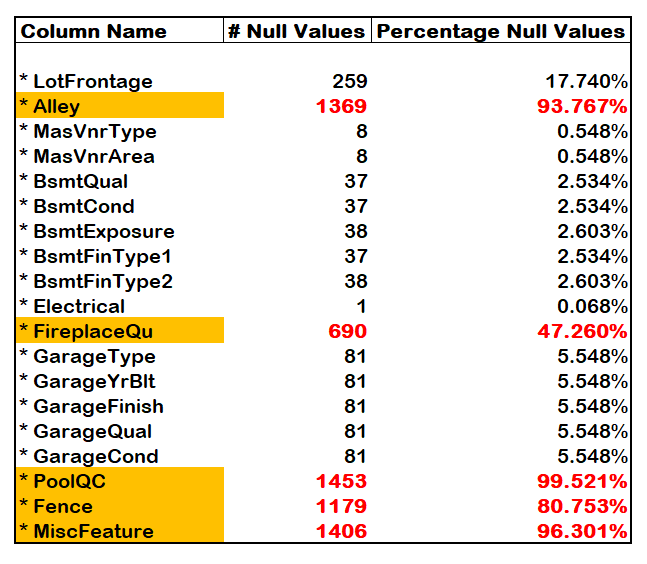 Column Name # Null Values Percentage Null Values
* LotFrontage 259 17.740%
* Alley 1369 93.767%
* MasVnrType 8 0.548%
* MasVnrArea 8 0.548%
* BsmtQual 37 2.534%
* BsmtCond 37 2.534%
* BsmtExposure 38 2.603%
* BsmtFinType1 37 2.534%
* BsmtFinType2 38 2.603%
* Electrical 1 0.068%
* FireplaceQu 690 47.260%
* GarageType 81 5.548%
* GarageYrBlt 81 5.548%
* GarageFinish 81 5.548%
* GarageQual 81 5.548%
* GarageCond 81 5.548%
* PoolQC 1453 99.521%
* Fence 1179 80.753%
* MiscFeature 1406 96.301%